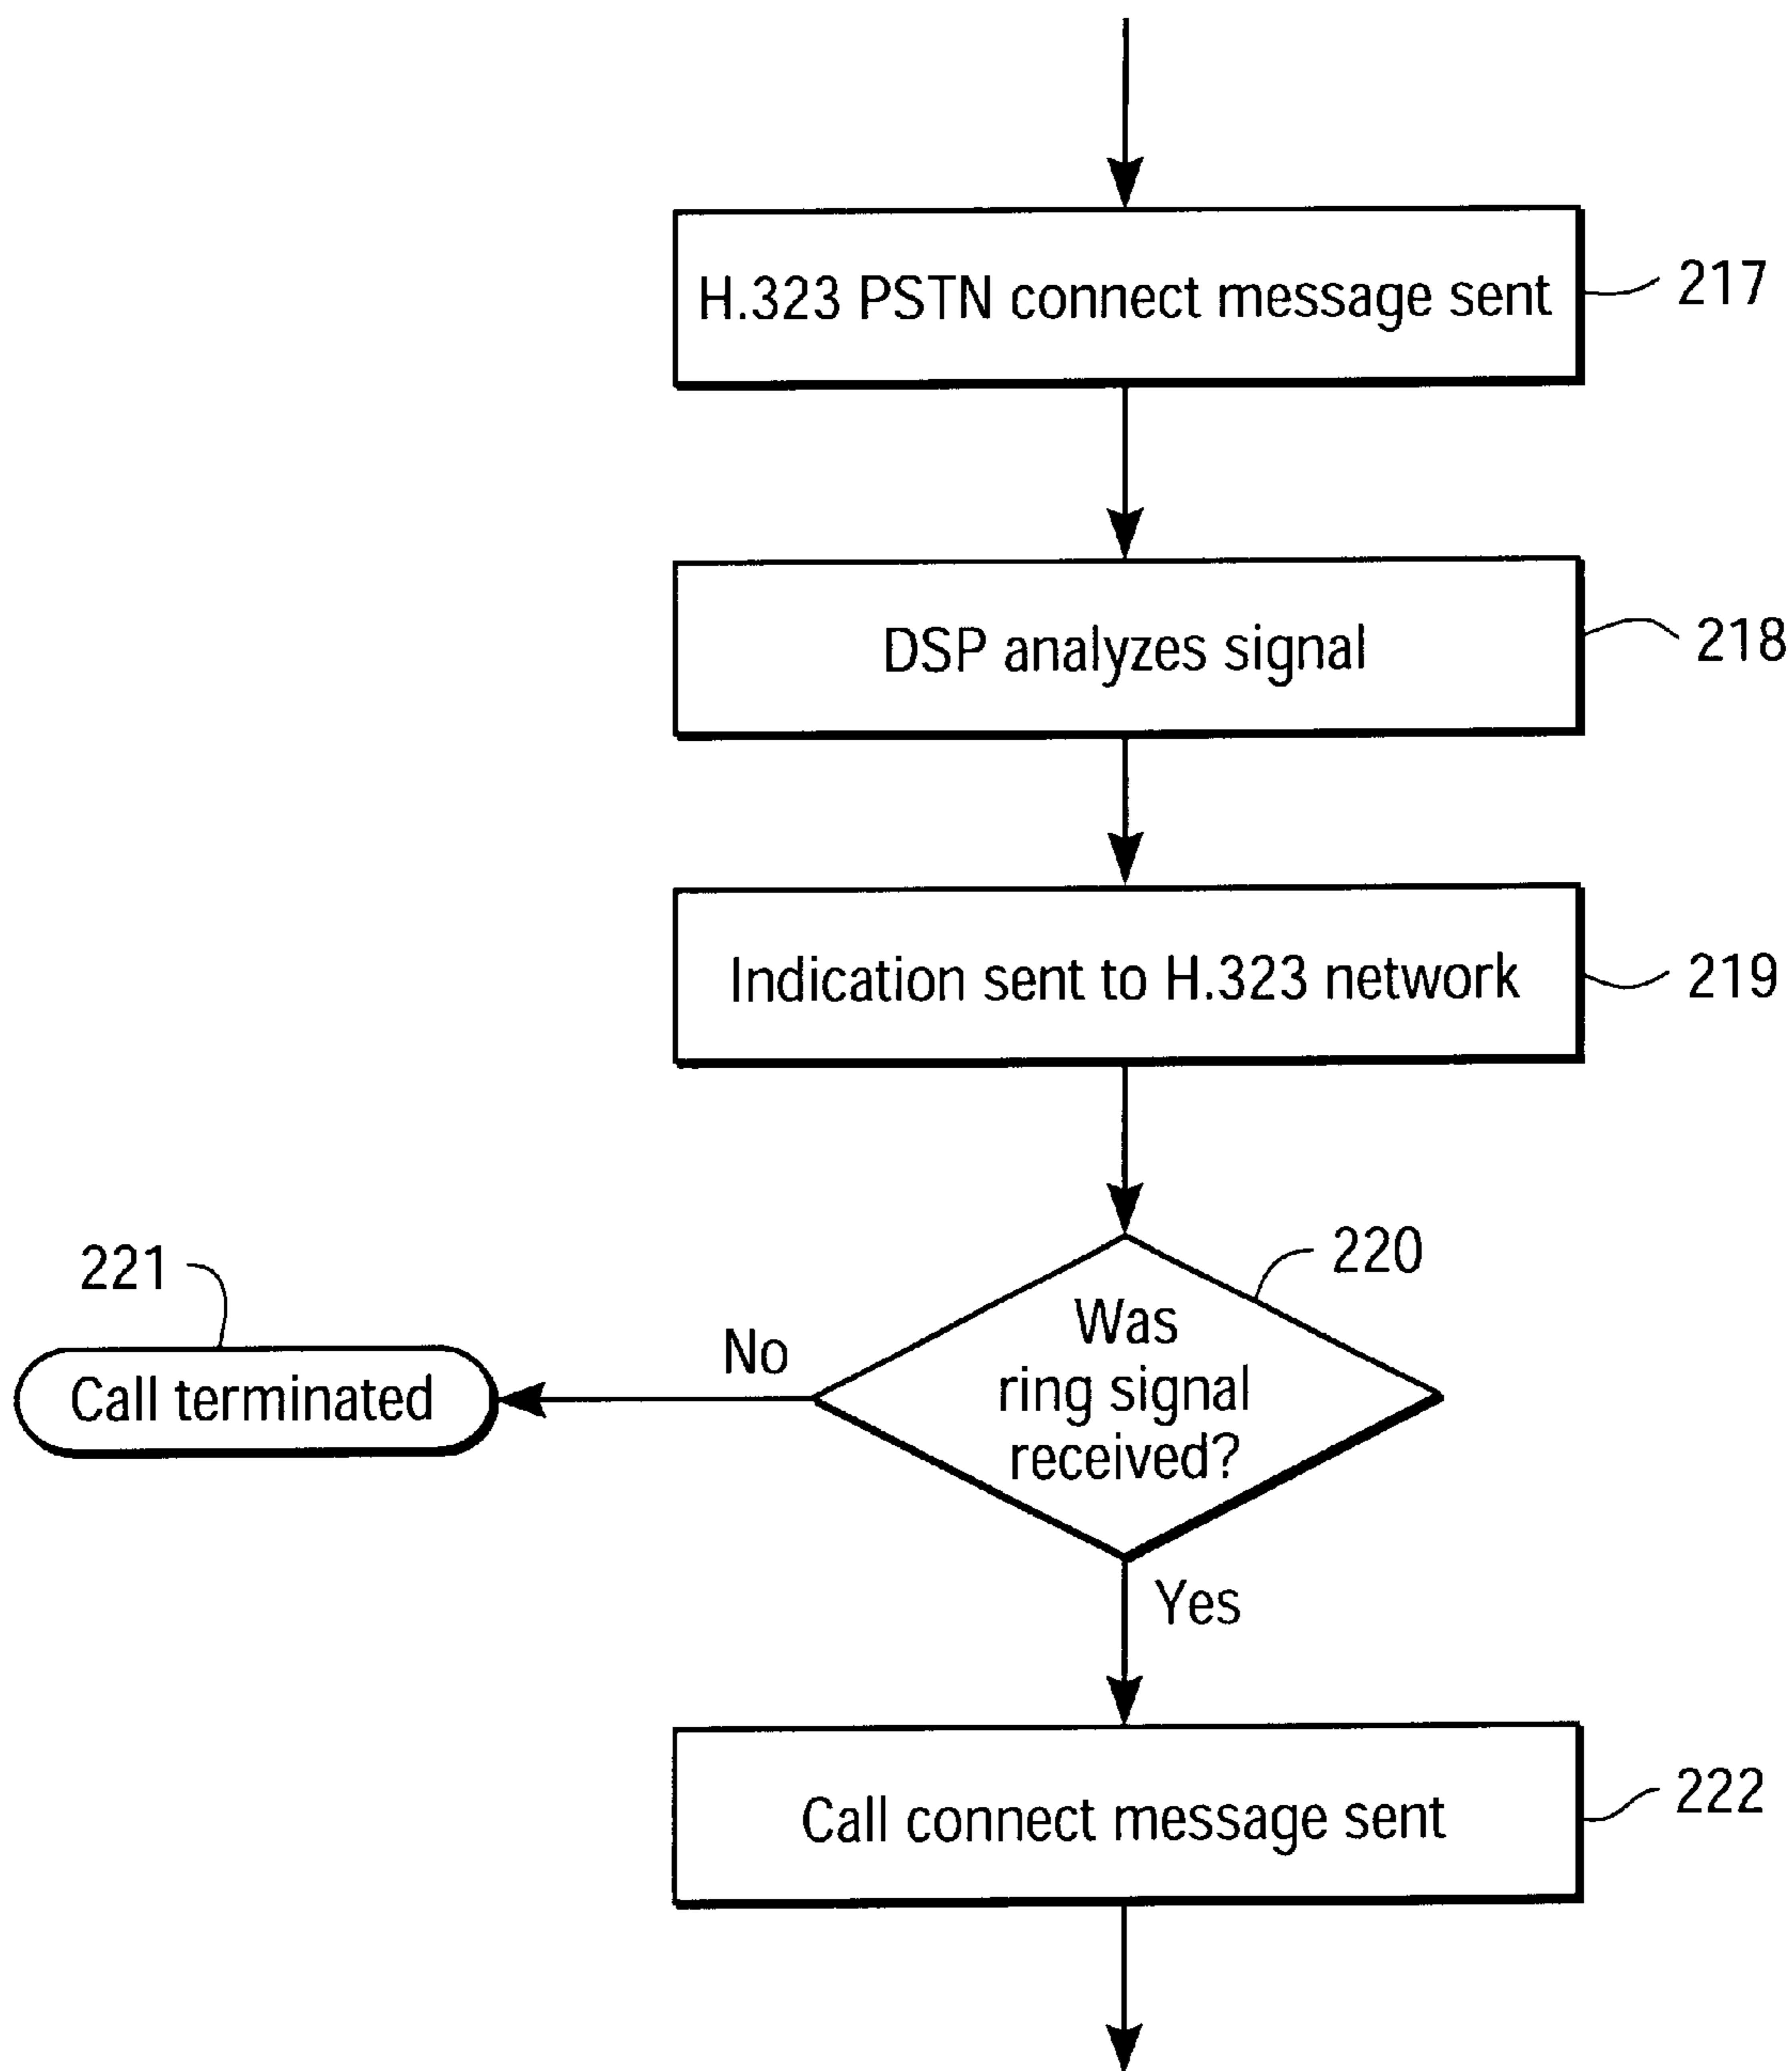 H.323 PSTN connect message sent
217
DSP analyzes signal
218
Indication sent to H.323 network
219
220
Was
ring signal
received?
No
221
Call terminated
Yes
Call connect message sent
222